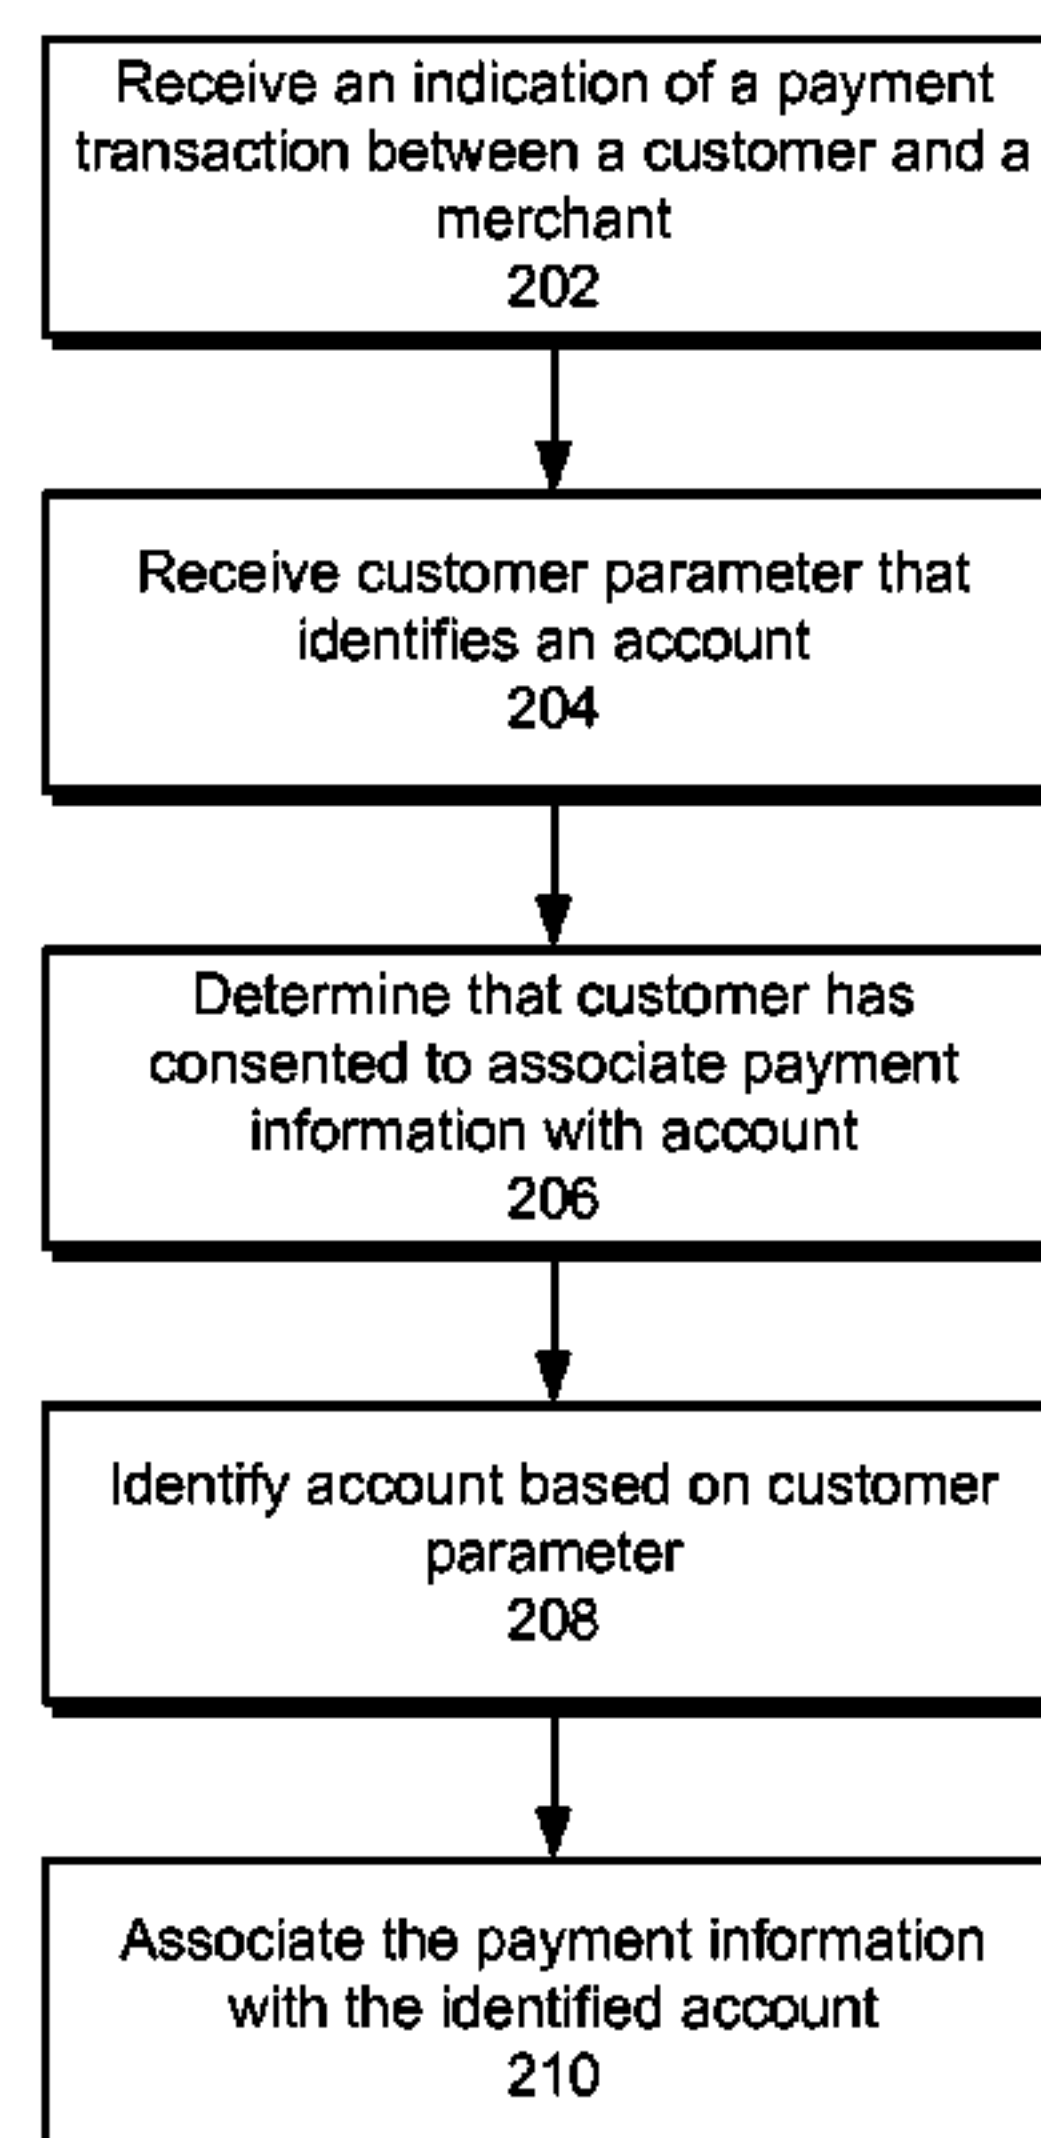 Receive an indication of a payment
transaction between a customer and a
merchant
202
Receive customer parameter that
identifies an account
204
Determine that customer has
consented to associate payment
information with account
206
Identify account based on customer
parameter
208
Associate the payment information
with the identified account
210